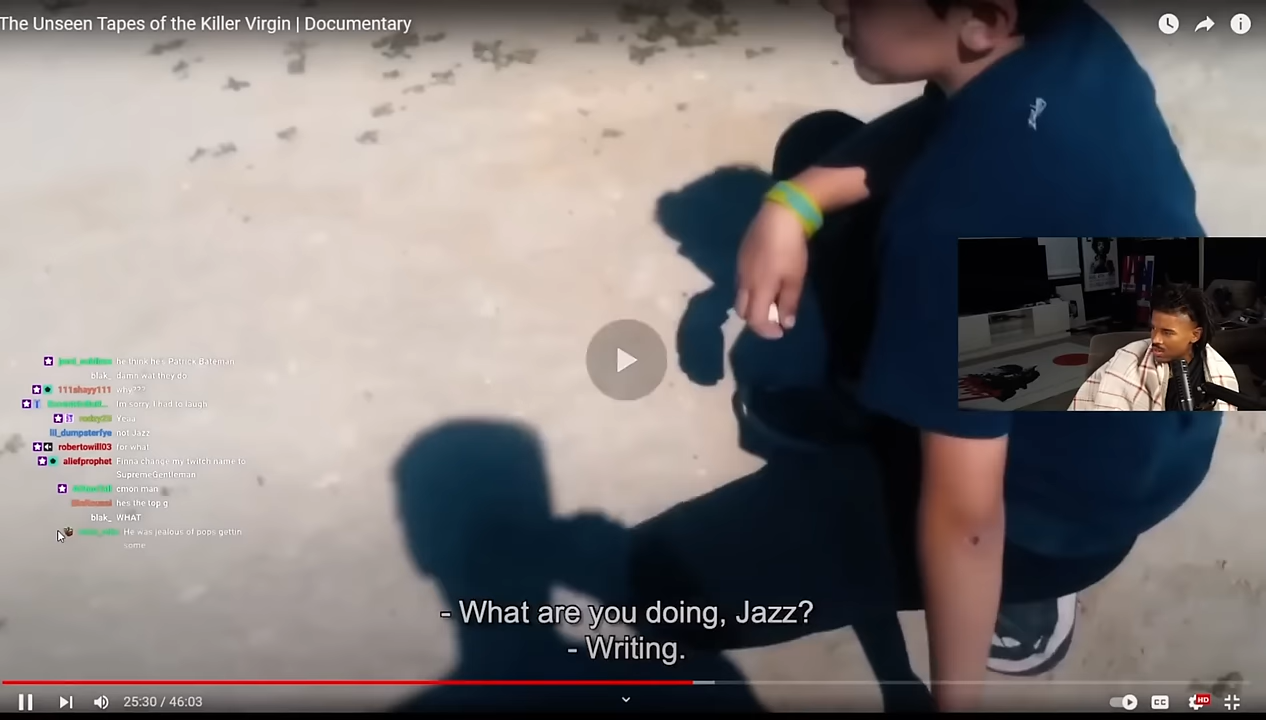 The Unseen Tapes of the Killer Virgin | Documentary
he think hes Patrick Bateman
blak_ damn wat they do
111shayy111 why???
Im sorry I had to laugh
Yeaa
lil_dumpsterfye not Jazz
robertowill03 for what
aliefprophet Finna change my twitch name to
SupremeGentleman
cmon man
hes the top g
blak_ WHAT
He was jealous of pops gettin
some
- What are you doing, Jazz?
- Writing.
25:30 / 46:03
CC
HD